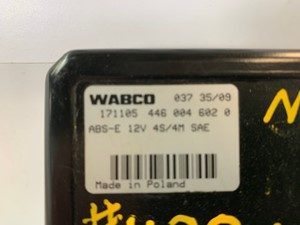 WABCO 037 35/09
171105 446 004 602 0
ABS-E 12V 4S/4M SAE
Made in Poland
N